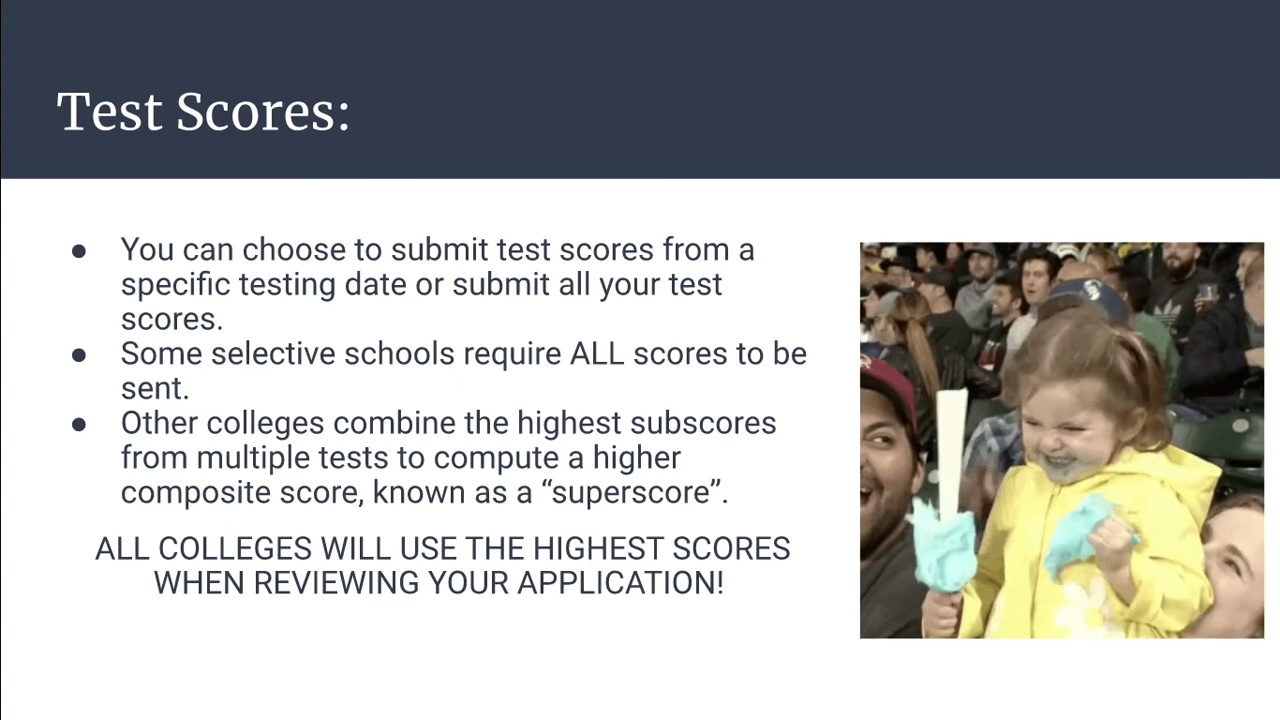 Test Scores:
● You can choose to submit test scores from a
specific testing date or submit all your test
scores.
● Some selective schools require ALL scores to be
sent.
● Other colleges combine the highest subscores
from multiple tests to compute a higher
composite score, known as a “superscore”.
ALL COLLEGES WILL USE THE HIGHEST SCORES
WHEN REVIEWING YOUR APPLICATION!